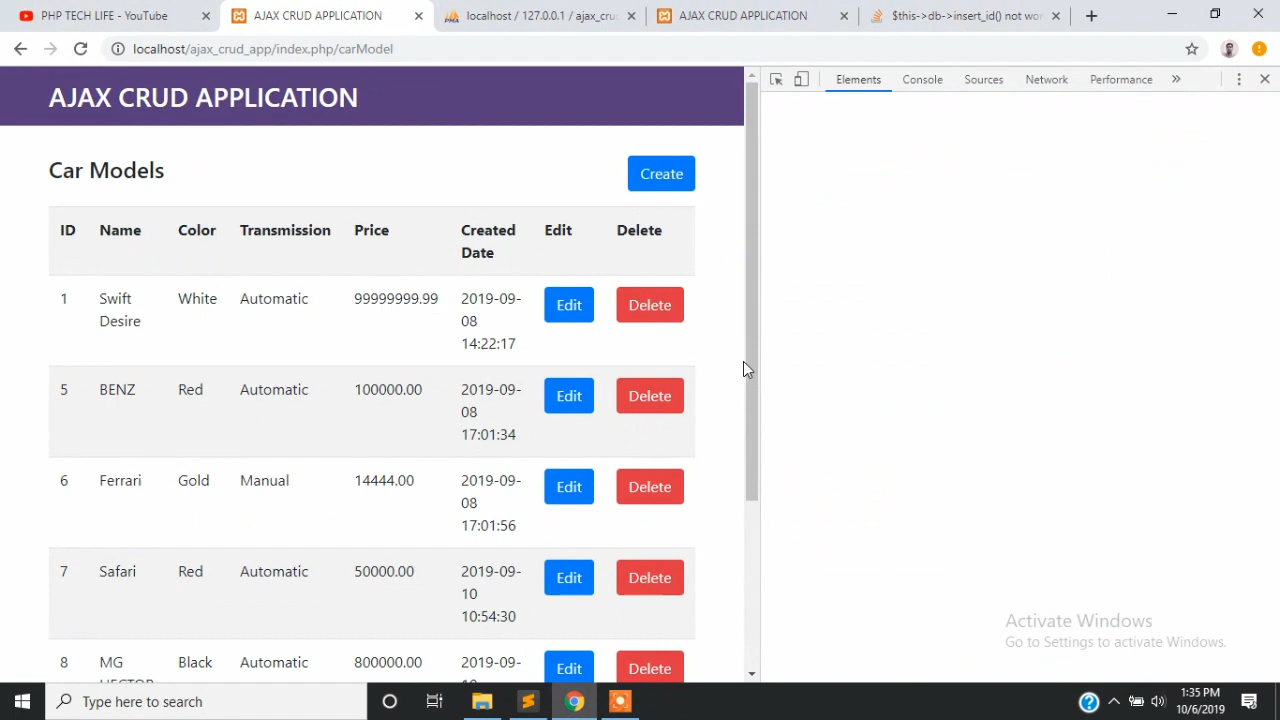 PHP TECH LIFE - YouTube
AJAX CRUD APPLICATION
localhost / 127.0.0.1 / ajax_cru
AJAX CRUD APPLICATION
$this->db->insert_id() not wor
localhost/ajax_crud_app/index.php/carModel
AJAX CRUD APPLICATION
Elements Console Sources Network Performance »
Car Models
Create
ID Name Color Transmission Price Created Edit Delete
Date
1 Swift White Automatic 99999999.99 2019-09- Edit Delete
Desire 08
14:22:17
5 BENZ Red Automatic 100000.00 2019-09- Edit Delete
08
17:01:34
6 Ferrari Gold Manual 14444.00 2019-09- Edit Delete
08
17:01:56
7 Safari Red Automatic 50000.00 2019-09- Edit Delete
10
10:54:30
8 MG Black Automatic 800000.00 2019-09- Edit Delete
Activate Windows
Go to Settings to activate Windows.
Type here to search
1:35 PM
10/6/2019